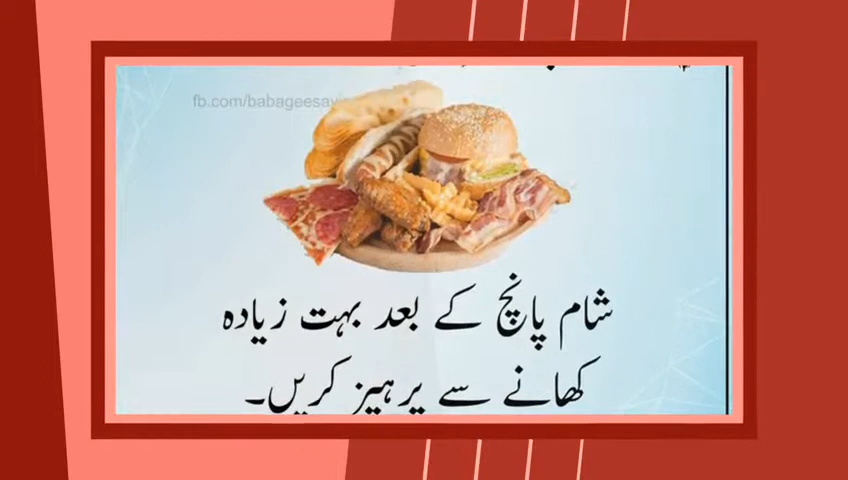 fb.com/babageesay
شام پانچ کے بعد بہت زیادہ
کھانے سے پرہیز کریں۔